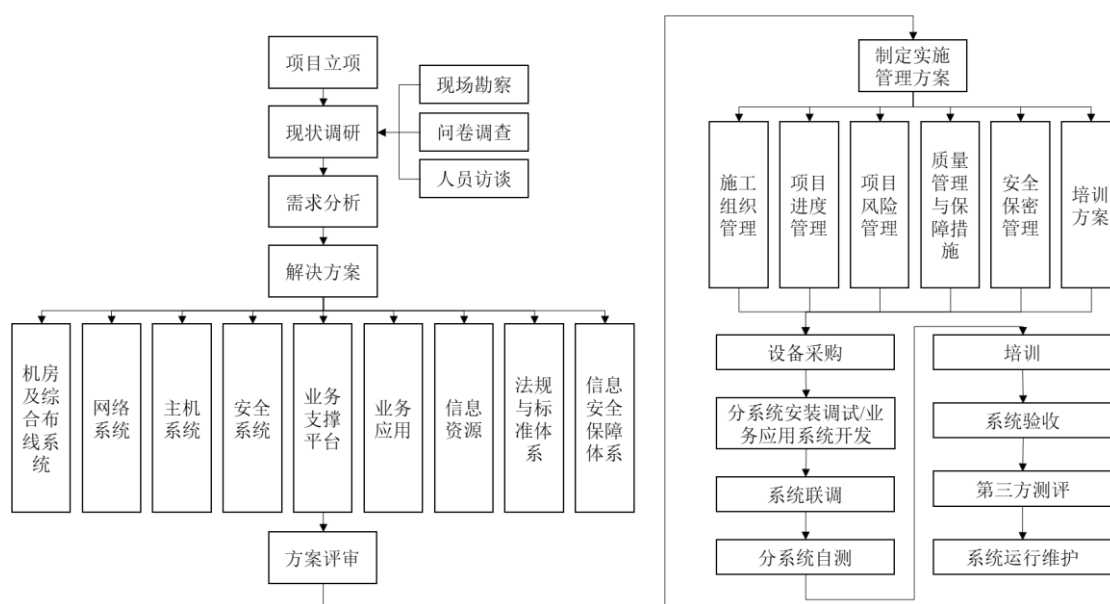 项目立项
现状调研
现场勘察
问卷调查
人员访谈
需求分析
解决方案
机房
及综
合布
线系
统
网络
系统
主机
系统
安全
系统
业务
支撑
平台
业务
应用
信息
资源
法规
与标
准体
系
信息
安全
保障
体系
方案评审
制定实施
管理方案
施工
组织
管理
项目
进度
管理
项目
风险
管理
质量
管理
与保
障措
施
安全
保密
管理
培训
方案
设备采购
分系统安装调试/业
务应用系统开发
系统联调
分系统自测
培训
系统验收
第三方测评
系统运行维护